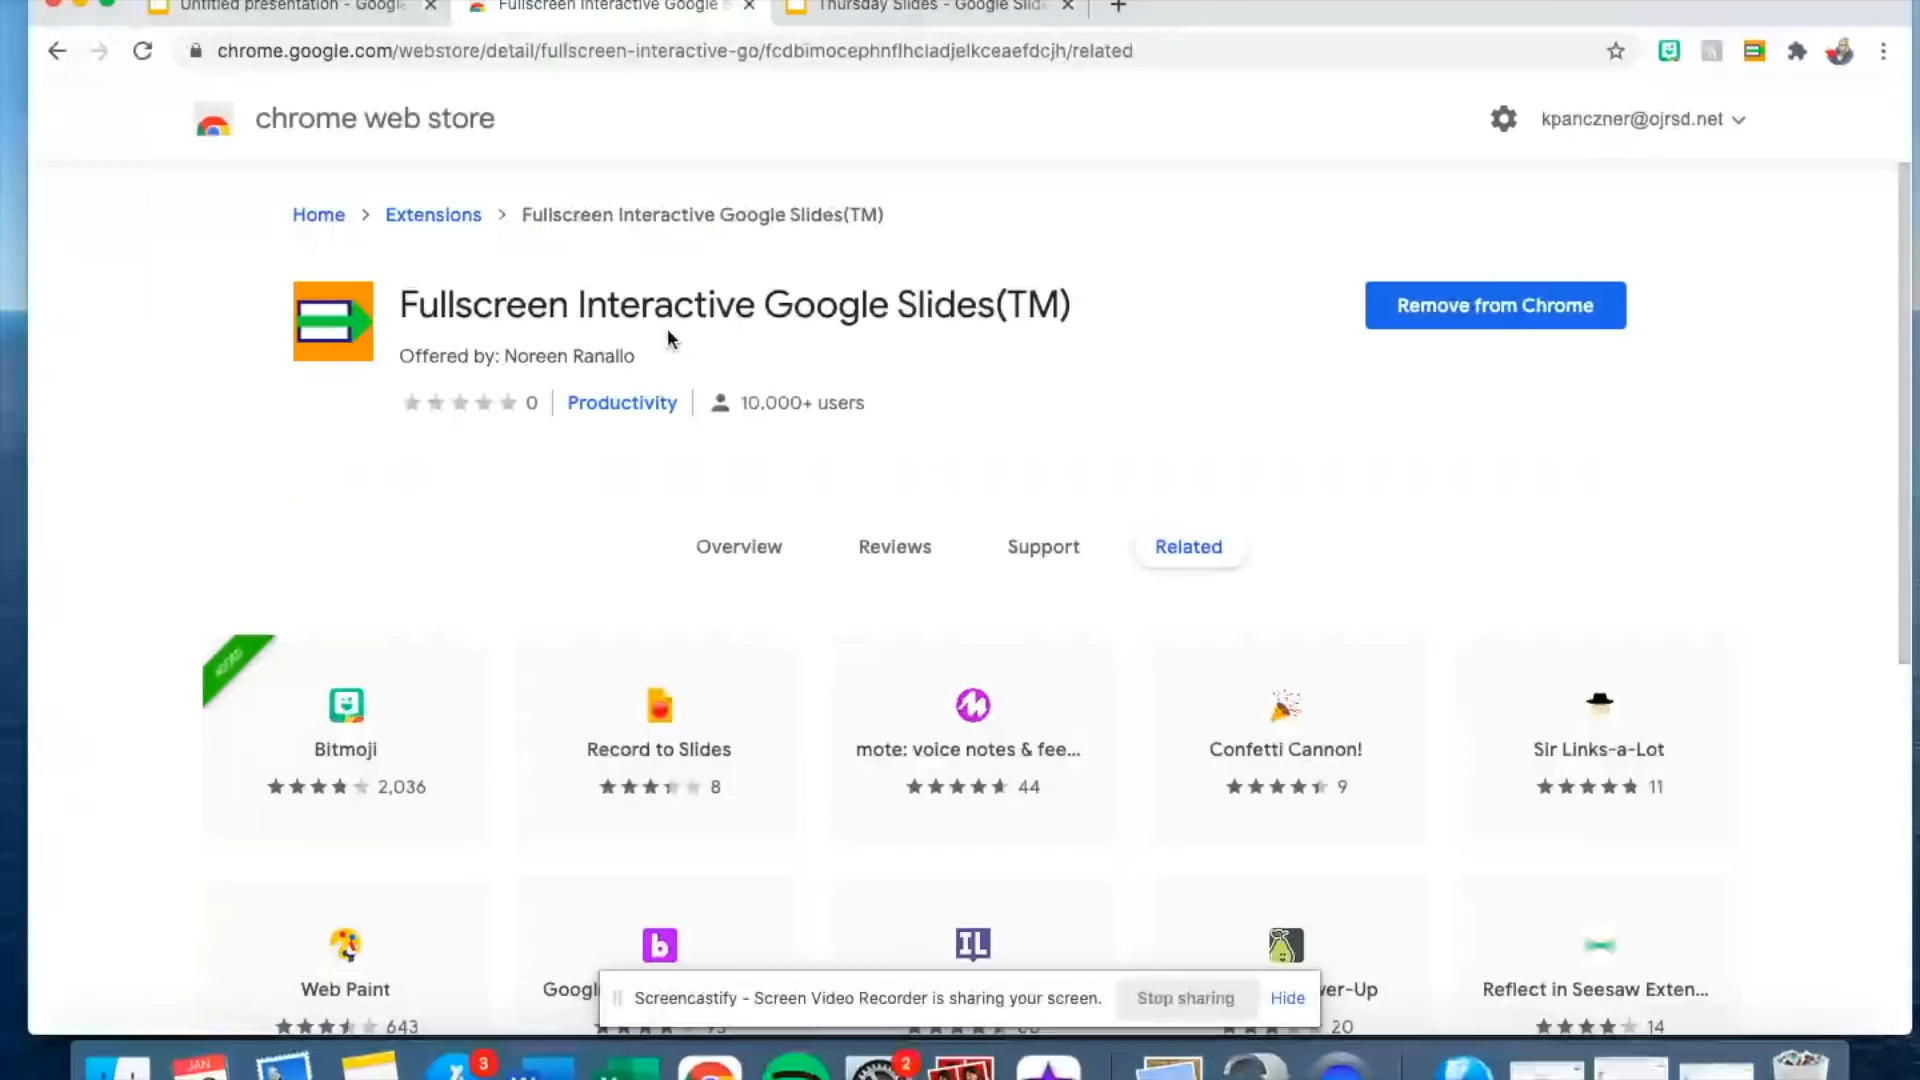 Untitled presentation - Google
Fullscreen Interactive Google S
Thursday Slides - Google Slid
chrome.google.com/webstore/detail/fullscreen-interactive-go/fcdbimocephnflhcladjelkceaefdcjh/related
chrome web store
kpanczner@ojrsd.net
Home > Extensions > Fullscreen Interactive Google Slides(TM)
Fullscreen Interactive Google Slides(TM)
Remove from Chrome
Offered by: Noreen Ranallo
0 Productivity 10,000+ users
Overview Reviews Support Related
ADDED
Bitmoji
2,036
Record to Slides
8
mote: voice notes & fee...
44
Confetti Cannon!
9
Sir Links-a-Lot
11
Web Paint
643
Googl
ver-Up
20
Reflect in Seesaw Exten...
14
Screencastify - Screen Video Recorder is sharing your screen. Stop sharing Hide
JAN
3
2